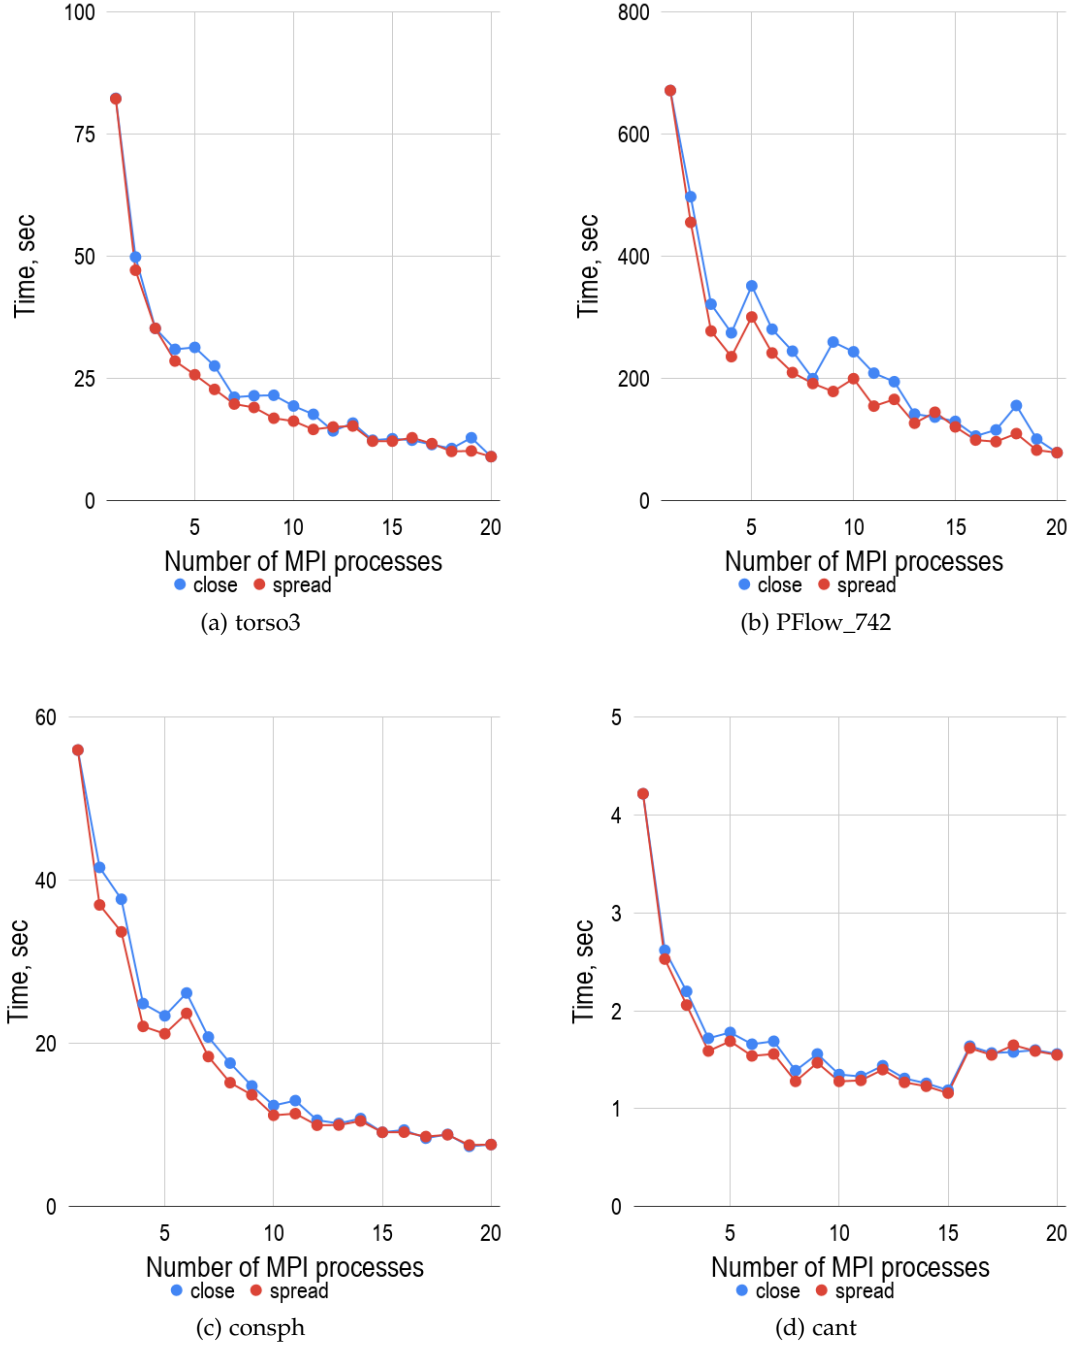 100
75
50
25
0
Time, sec
5 10 15 20
Number of MPI processes
close spread
(a) torso3
800
600
400
200
0
Time, sec
5 10 15 20
Number of MPI processes
close spread
(b) PFlow_742
60
40
20
0
Time, sec
5 10 15 20
Number of MPI processes
close spread
(c) consph
5
4
3
2
1
0
Time, sec
5 10 15 20
Number of MPI processes
close spread
(d) cant